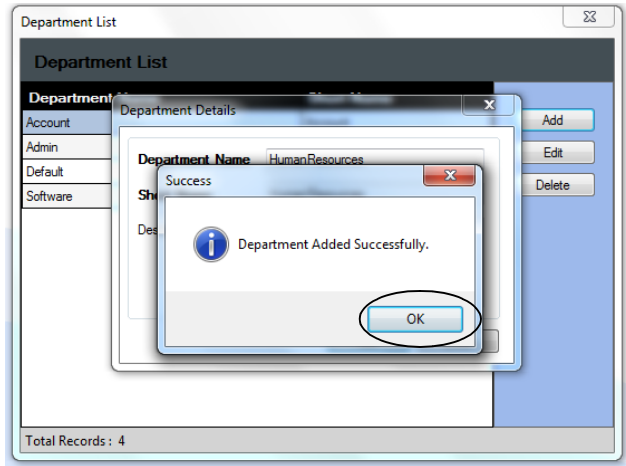 Department List
Department List
Department
Department Details
Account
Add
Admin
Department Name HumanResources
Edit
Default
Success
Delete
Software
Department Added Successfully.
OK
Total Records : 4